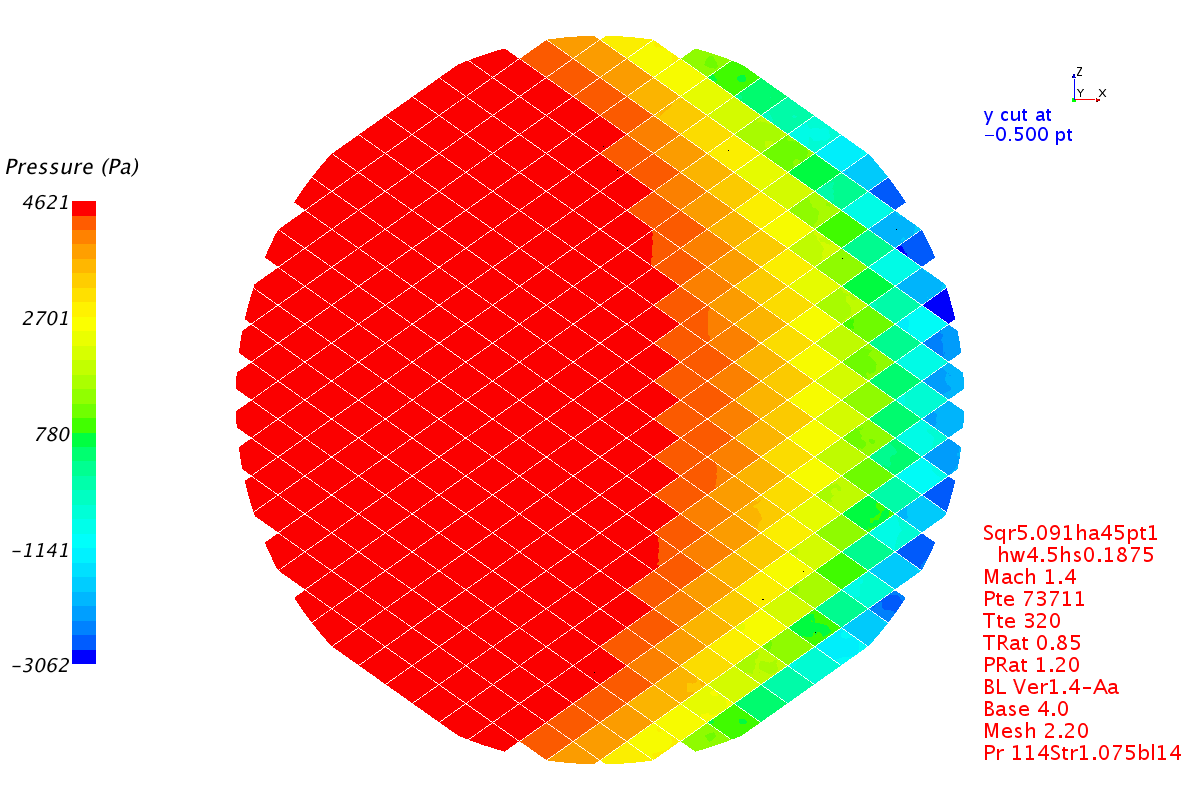 Z
Y X
y cut at
−0.500 pt
Pressure (Pa)
4621
2701
780
−1141
−3062
Sqr5.091ha45pt1
hw4.5hs0.1875
Mach 1.4
Pte 73711
Tte 320
TRat 0.85
PRat 1.20
BL Ver1.4−Aa
Base 4.0
Mesh 2.20
Pr 114Str1.075bl14